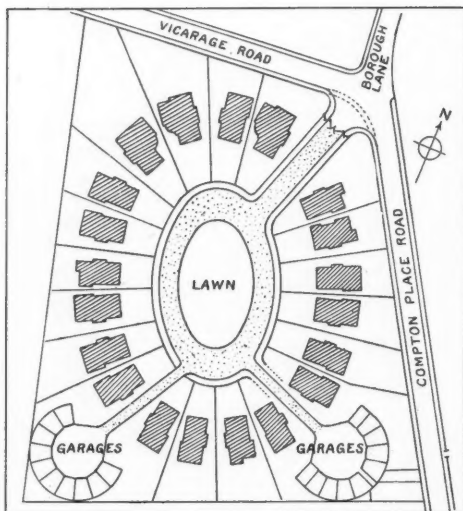 VICARAGE ROAD
BOROUGH
LANE
N
LAWN
COMPTON PLACE ROAD
GARAGES
GARAGES